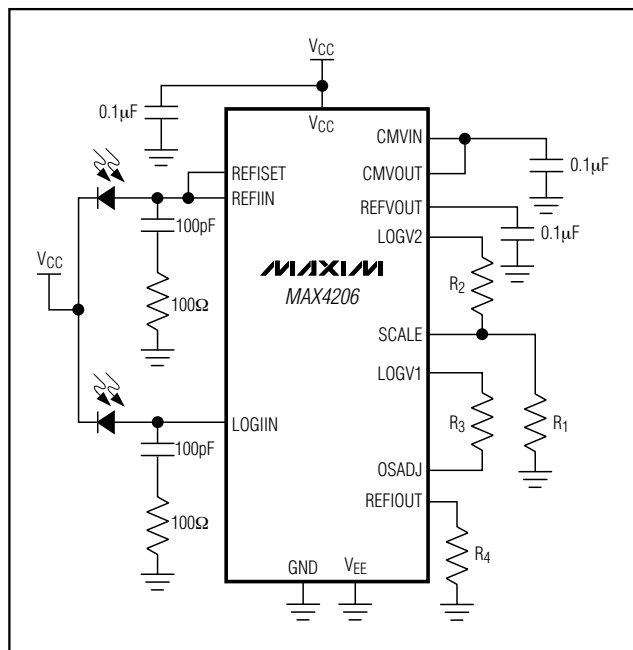 VCC
0.1µF
VCC
CMVIN
CMVOUT
0.1µF
REFISET
REFIIN
REFVOUT
100pF
LOGV2
0.1µF
VCC
MAXIM
MAX4206
R2
100Ω
SCALE
LOGV1
LOGIIN
R3
R1
100pF
OSADJ
100Ω
REFIOUT
GND
VEE
R4